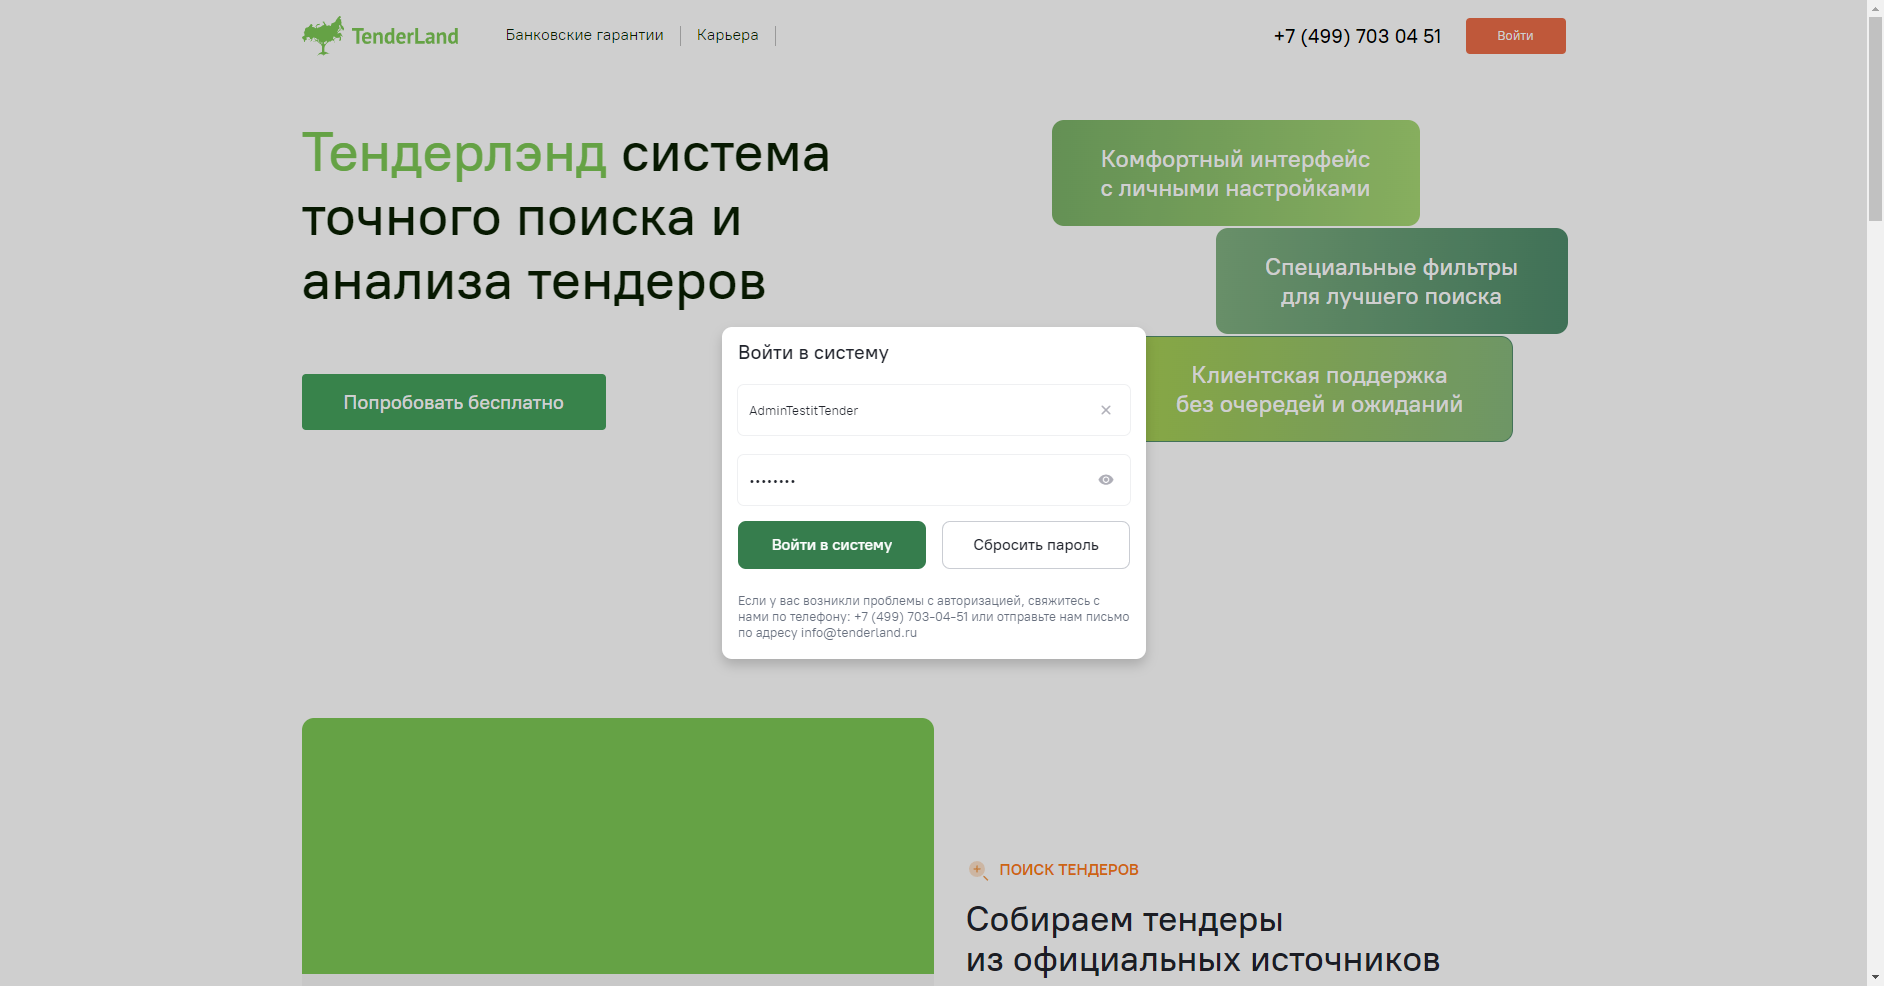 TenderLand
Банковские гарантии
Карьера
+7 (499) 703 04 51
Войти
Тендерлэнд система
точного поиска и
анализа тендеров
Попробовать бесплатно
Комфортный интерфейс
с личными настройками
Специальные фильтры
для лучшего поиска
Клиентская поддержка
без очередей и ожиданий
Войти в систему
AdminTestitTender
••••••••
Войти в систему
Сбросить пароль
Если у вас возникли проблемы с авторизацией, свяжитесь с
нами по телефону: +7 (499) 703-04-51 или отправьте нам письмо
по адресу info@tenderland.ru
ПОИСК ТЕНДЕРОВ
Собираем тендеры
из официальных источников